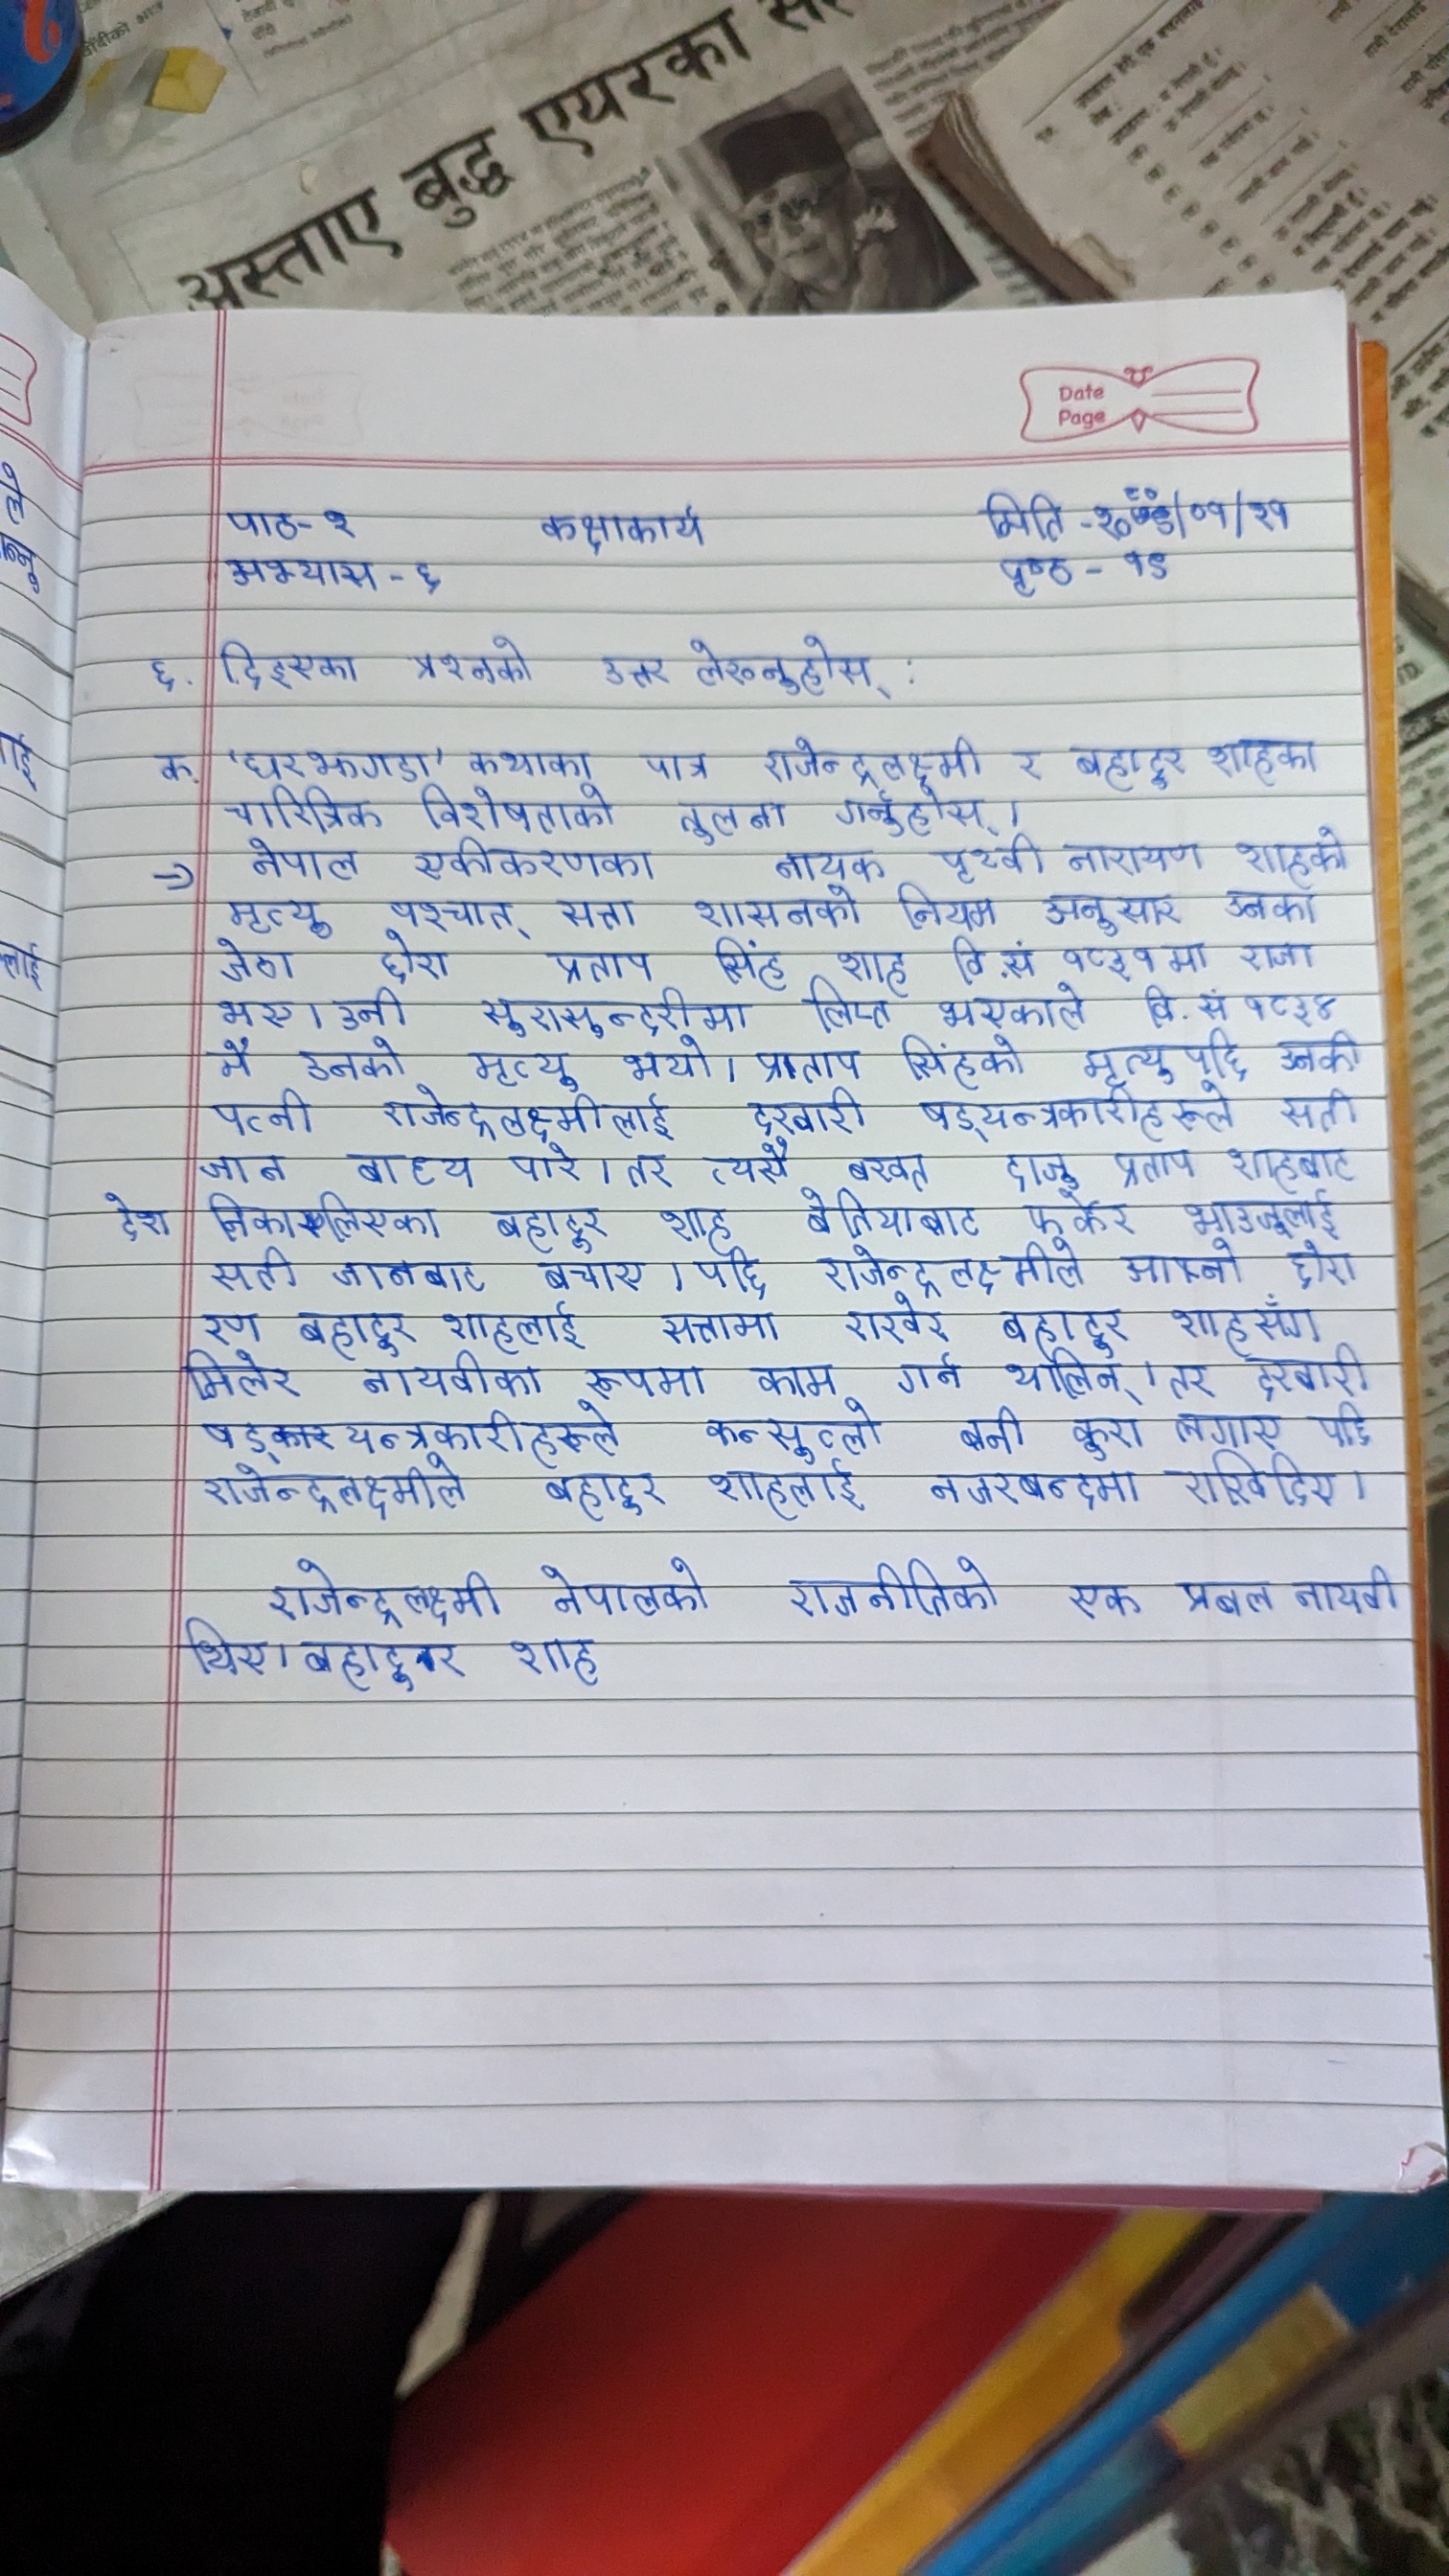 अस्ताए बुद्ध एयरका
Date
Page
पाठ-२ कक्षाकार्य मिति -२०८०/०१/२१
अभ्यास - ६ पृष्ठ - १९
६. दिइएका प्रश्नको उत्तर लेख्नुहोस् :
क. 'घरझगडा' कथाका पात्र राजेन्द्रलक्ष्मी र बहादुर शाहका
चारित्रिक विशेषताको तुलना गर्नुहोस् ।
→ नेपाल एकीकरणका नायक पृथ्वी नारायण शाहको
मृत्यु पश्चात् सत्ता शासनको नियम अनुसार उनका
जेठा छोरा प्रताप सिंह शाह वि.सं १८३१ मा राजा
भए । उनी सुरासुन्दरीमा लिप्त भएकाले वि. सं १८३४
मै उनको मृत्यु भयो । प्रताप सिंहको मृत्यु पछि उनकी
पत्नी राजेन्द्रलक्ष्मीलाई दरबारी षड्यन्त्रकारीहरूले सती
जान बाध्य पारे । तर त्यसै बखत दाजु प्रताप शाहबाट
देश निकालिएका बहादुर शाह बेतियाबाट फर्केर भाउजुलाई
सती जानबाट बचाए । पछि राजेन्द्रलक्ष्मीले आफ्नो छोरा
रण बहादुर शाहलाई सत्तामा राखेर बहादुर शाहसँग
मिलेर नायवीका रूपमा काम गर्न थालिन् । तर दरबारी
षड्यन्त्रकारीहरूले कन्सुत्लो बनी कुरा लगाए पछि
राजेन्द्रलक्ष्मीले बहादुर शाहलाई नजरबन्दमा राखिदिए ।
राजेन्द्रलक्ष्मी नेपालको राजनीतिको एक प्रबल नायवी
थिए । बहादुर शाह